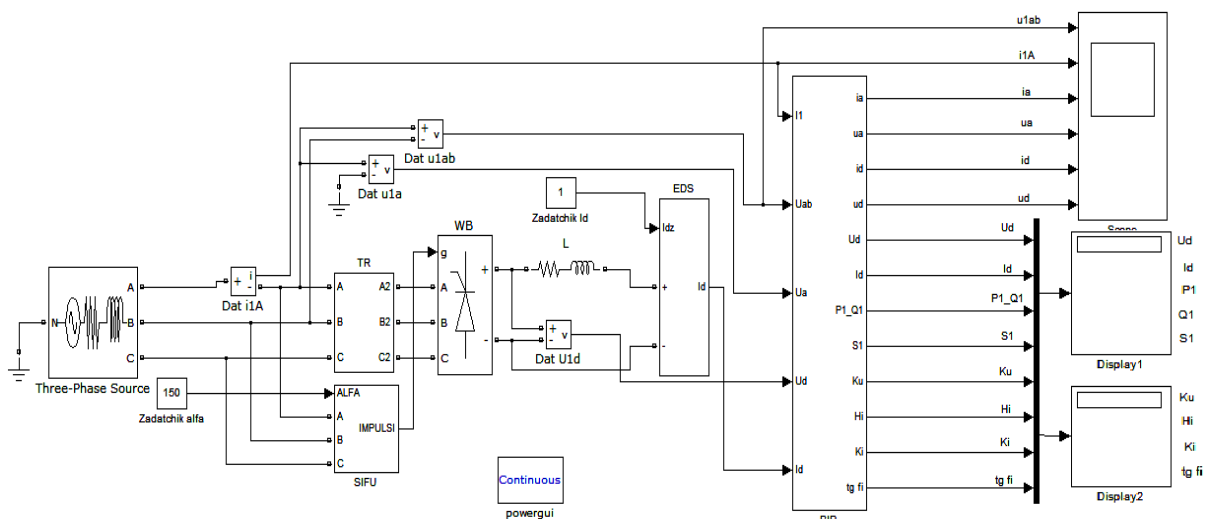 u1ab
i1A
ia
ua
id
ud
I1
Uab
Ua
Ud
Id
ia
ua
id
ud
Ud
Id
P1_Q1
S1
Ku
Hi
Ki
tg fi
Ud
Id
P1_Q1
S1
Ku
Hi
Ki
tg fi
Ud
Id
P1
Q1
S1
Display1
Ku
Hi
Ki
tg fi
Display2
+
-
v
Dat u1ab
+
-
v
Dat u1a
1
Zadatchik Id
EDS
Idz
+
-
Id
WB
g
A
B
C
+
-
L
+
-
v
Dat U1d
TR
A
B
C
A2
B2
C2
+
i
-
Dat i1A
N
A
B
C
Three-Phase Source
150
Zadatchik alfa
ALFA
A
B
C
IMPULSI
SIFU
Continuous
powergui